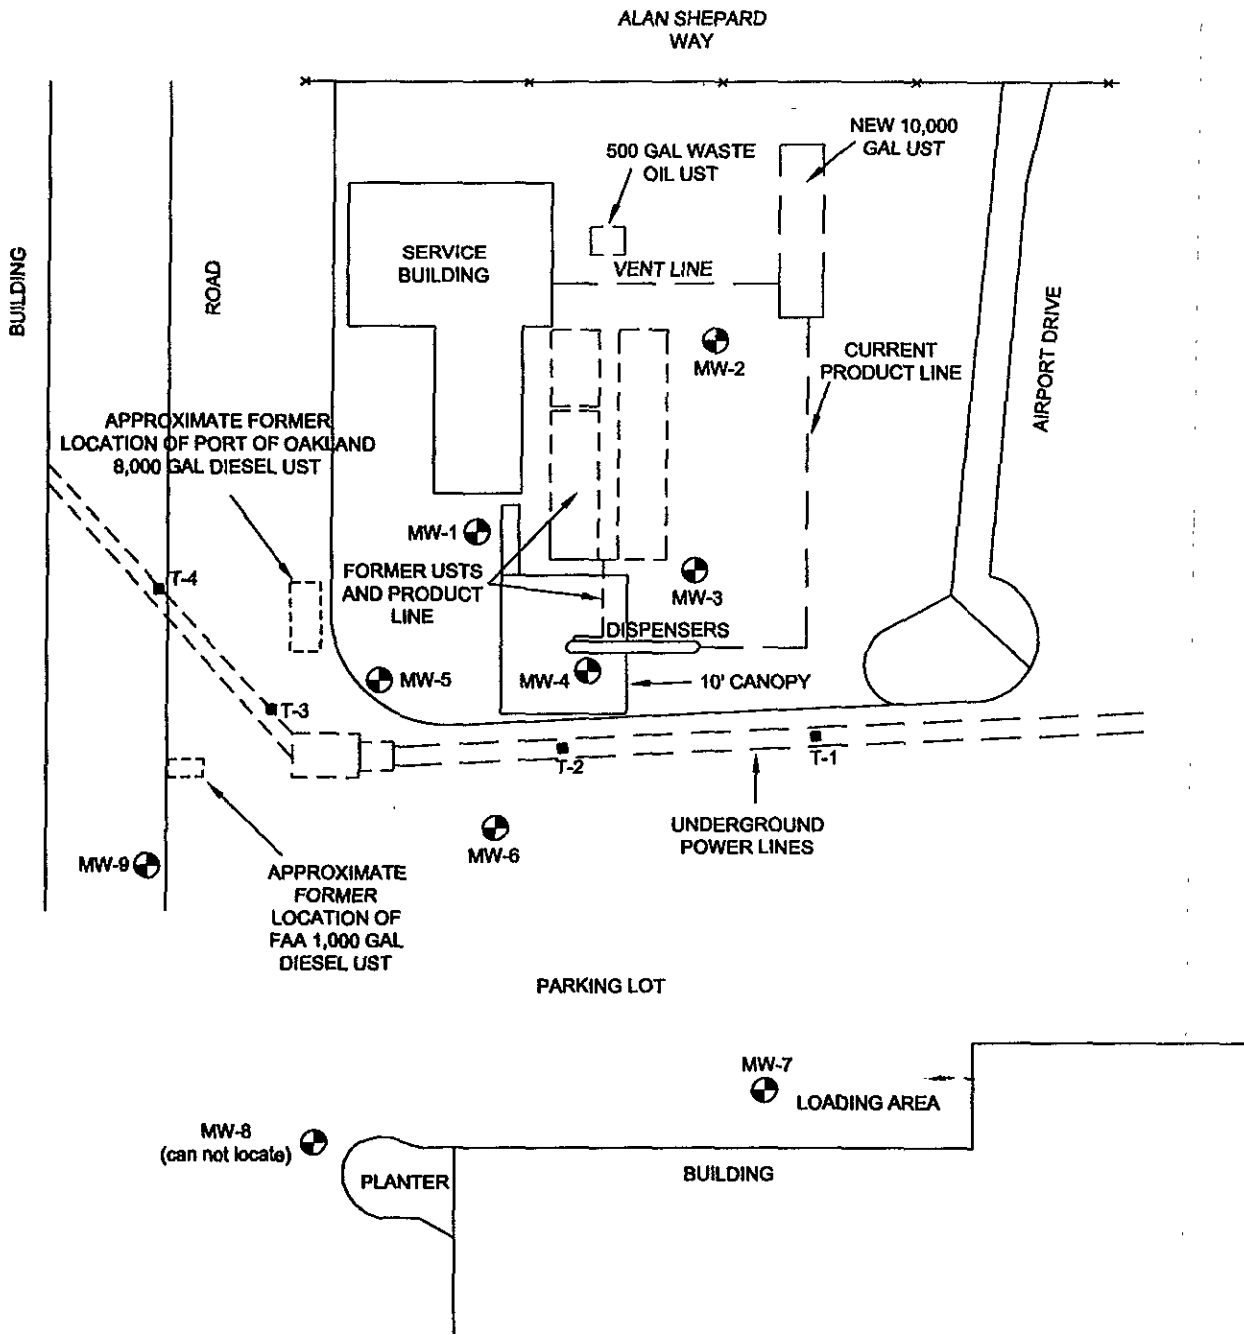 ALAN SHEPARD
WAY
NEW 10,000
GAL UST
500 GAL WASTE
OIL UST
SERVICE
BUILDING
VENT LINE
BUILDING
ROAD
AIRPORT DRIVE
MW-2
CURRENT
PRODUCT LINE
APPROXIMATE FORMER
LOCATION OF PORT OF OAKLAND
8,000 GAL DIESEL UST
MW-1
T-4
FORMER USTS
AND PRODUCT
LINE
MW-3
DISPENSERS
MW-5
MW-4
10' CANOPY
T-3
T-2
T-1
UNDERGROUND
POWER LINES
MW-6
MW-9
APPROXIMATE
FORMER
LOCATION OF
FAA 1,000 GAL
DIESEL UST
PARKING LOT
MW-7
LOADING AREA
MW-8
(can not locate)
PLANTER
BUILDING